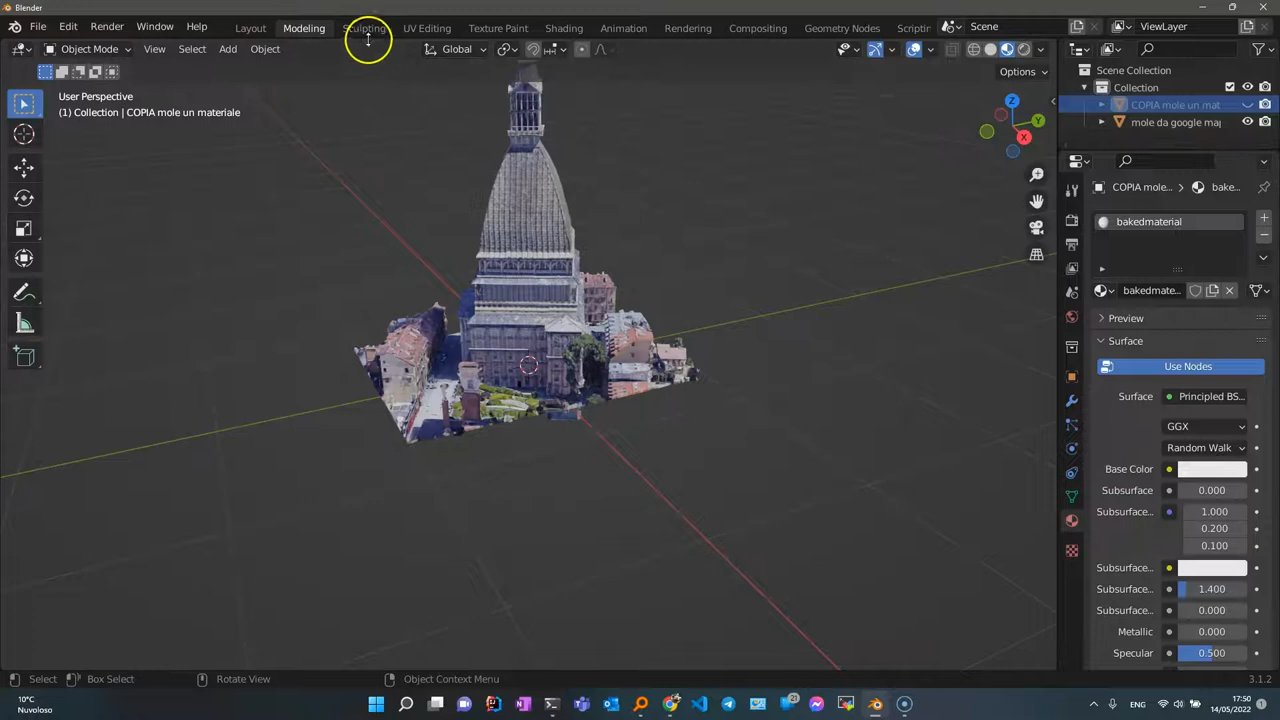 Blender
File Edit Render Window Help Layout Modeling Sculpting UV Editing Texture Paint Shading Animation Rendering Compositing Geometry Nodes Scriptir Scene ViewLayer
Object Mode View Select Add Object Global
Options
User Perspective
(1) Collection | COPIA mole un materiale
Z
Y
X
Scene Collection
Collection
COPIA mole un mat
mole da google maj
COPIA mole... bake...
bakedmaterial
bakedmate...
Preview
Surface
Use Nodes
Surface Principled BS...
GGX
Random Walk
Base Color
Subsurface 0.000
Subsurface... 1.000
0.200
0.100
Subsurface...
Subsurface... 1.400
Subsurface... 0.000
Metallic 0.000
Specular 0.500
Select Box Select Rotate View Object Context Menu 3.1.2
10°C
Nuvoloso
21
ENG
17:50
14/05/2022